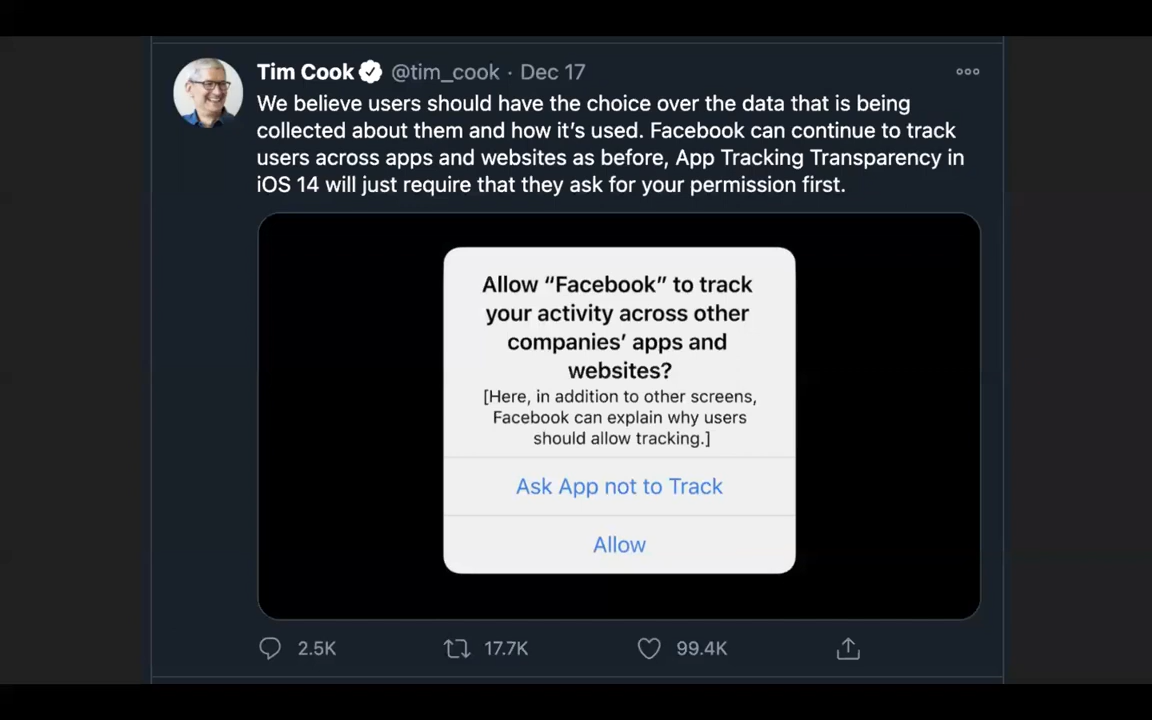 Tim Cook @tim_cook · Dec 17
We believe users should have the choice over the data that is being
collected about them and how it’s used. Facebook can continue to track
users across apps and websites as before, App Tracking Transparency in
iOS 14 will just require that they ask for your permission first.
Allow “Facebook” to track
your activity across other
companies’ apps and
websites?
[Here, in addition to other screens,
Facebook can explain why users
should allow tracking.]
Ask App not to Track
Allow
2.5K 17.7K 99.4K